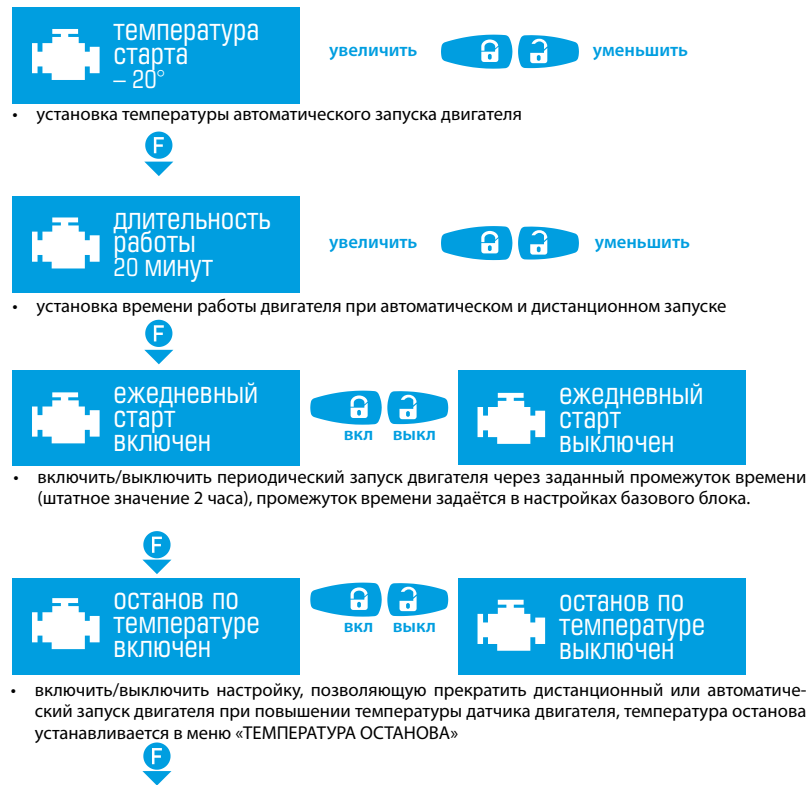 температура
старта
– 20°
увеличить
уменьшить
• установка температуры автоматического запуска двигателя
F
длительность
работы
20 минут
увеличить
уменьшить
• установка времени работы двигателя при автоматическом и дистанционном запуске
F
ежедневный
старт
включен
вкл выкл
ежедневный
старт
выключен
• включить/выключить периодический запуск двигателя через заданный промежуток времени
(штатное значение 2 часа), промежуток времени задаётся в настройках базового блока.
F
останов по
температуре
включен
вкл выкл
останов по
температуре
выключен
• включить/выключить настройку, позволяющую прекратить дистанционный или автоматиче-
ский запуск двигателя при повышении температуры датчика двигателя, температура останова
устанавливается в меню «ТЕМПЕРАТУРА ОСТАНОВА»
F